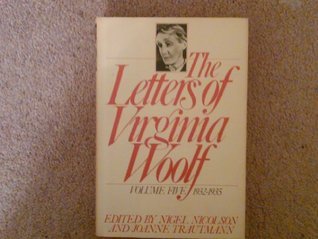 The
Letters of
Virginia
Woolf
VOLUME FIVE 1932-1935
EDITED BY NIGEL NICOLSON
AND JOANNE TRAUTMANN